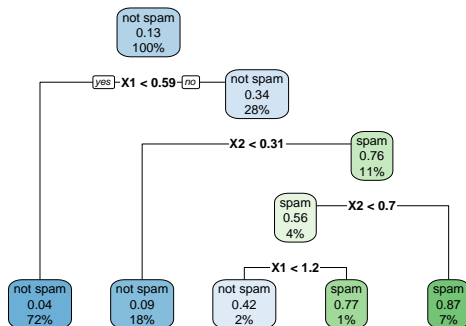 not spam
0.13
100%
yes X1 < 0.59 no
not spam
0.34
28%
X2 < 0.31
spam
0.76
11%
X2 < 0.7
spam
0.56
4%
X1 < 1.2
not spam
0.04
72%
not spam
0.09
18%
not spam
0.42
2%
spam
0.77
1%
spam
0.87
7%